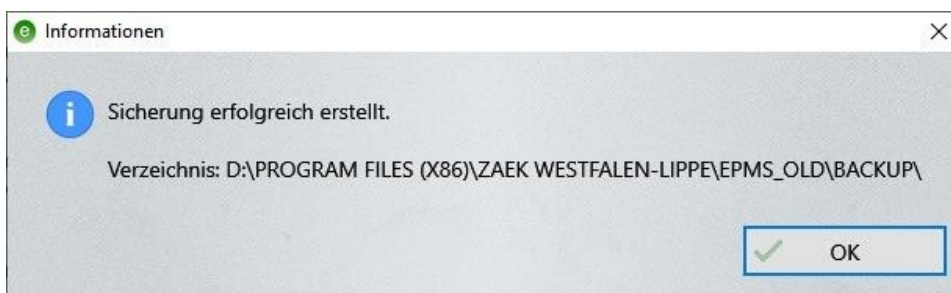 e Informationen
Sicherung erfolgreich erstellt.
Verzeichnis: D:\PROGRAM FILES (X86)\ZAEK WESTFALEN-LIPPE\EPMS_OLD\BACKUP\
OK